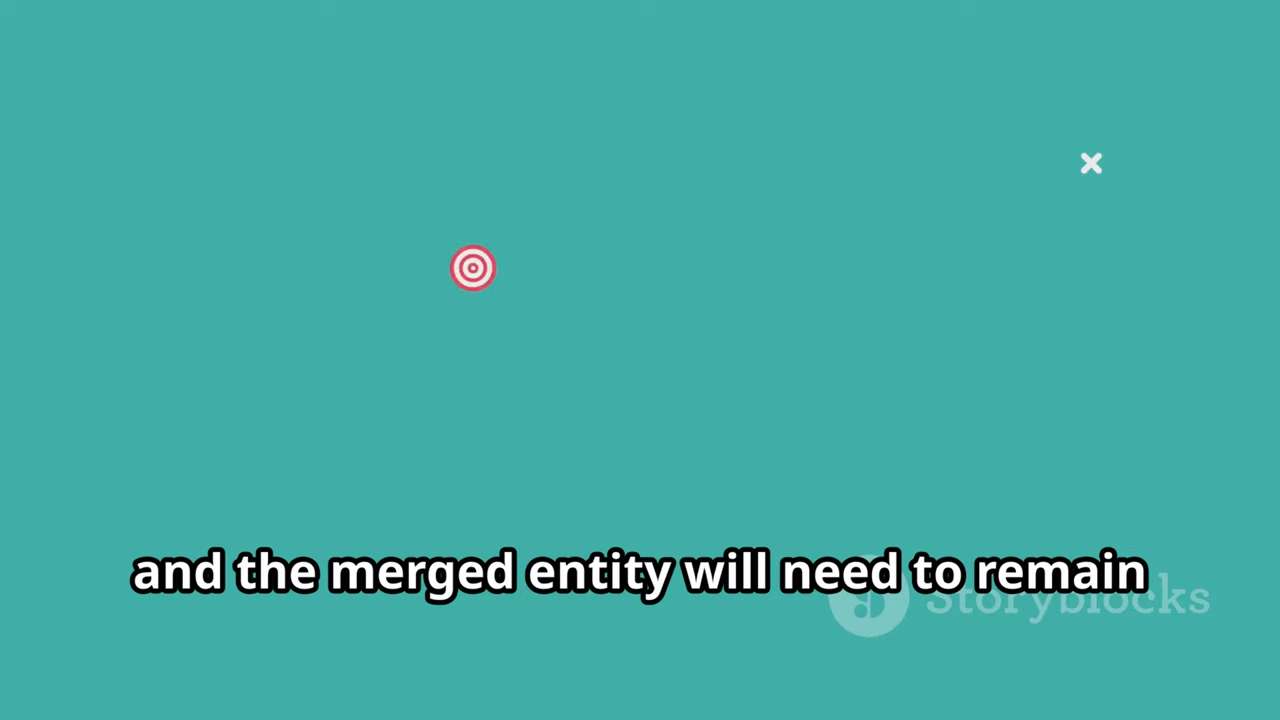 and the merged entity will need to remain
Storyblocks